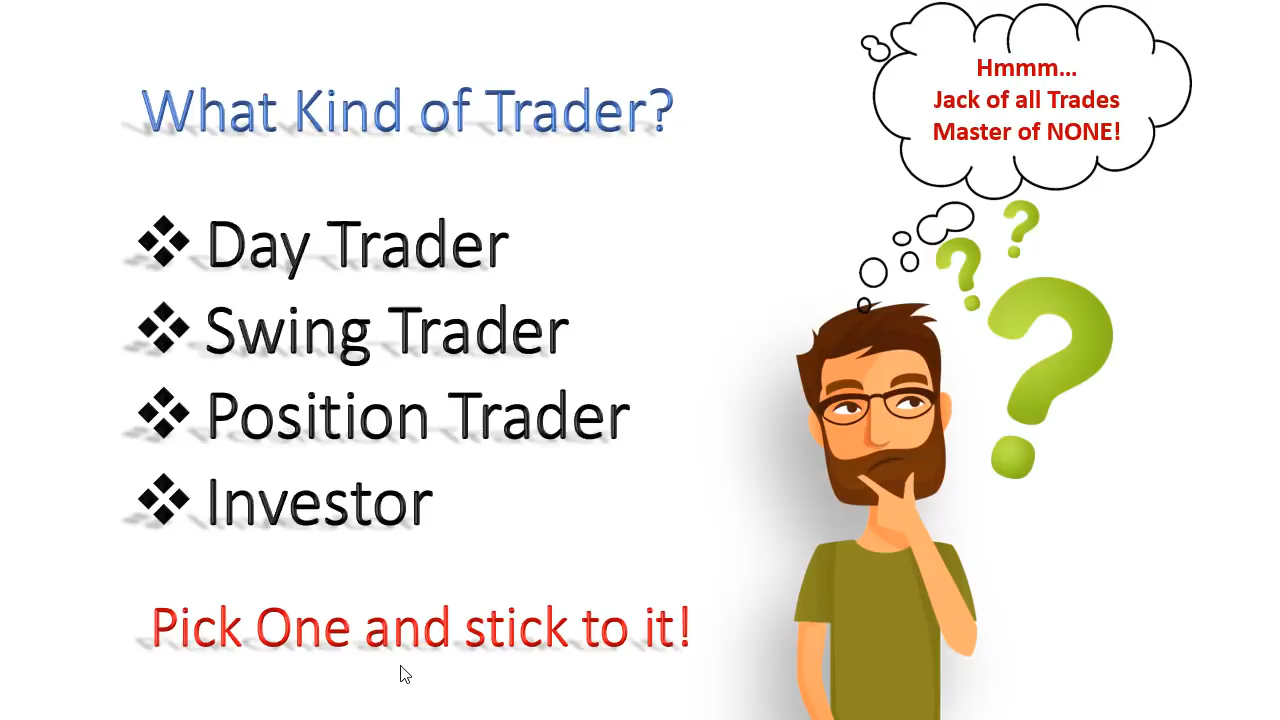 What Kind of Trader?
Day Trader
Swing Trader
Position Trader
Investor
Pick One and stick to it!
Hmmm...
Jack of all Trades
Master of NONE!